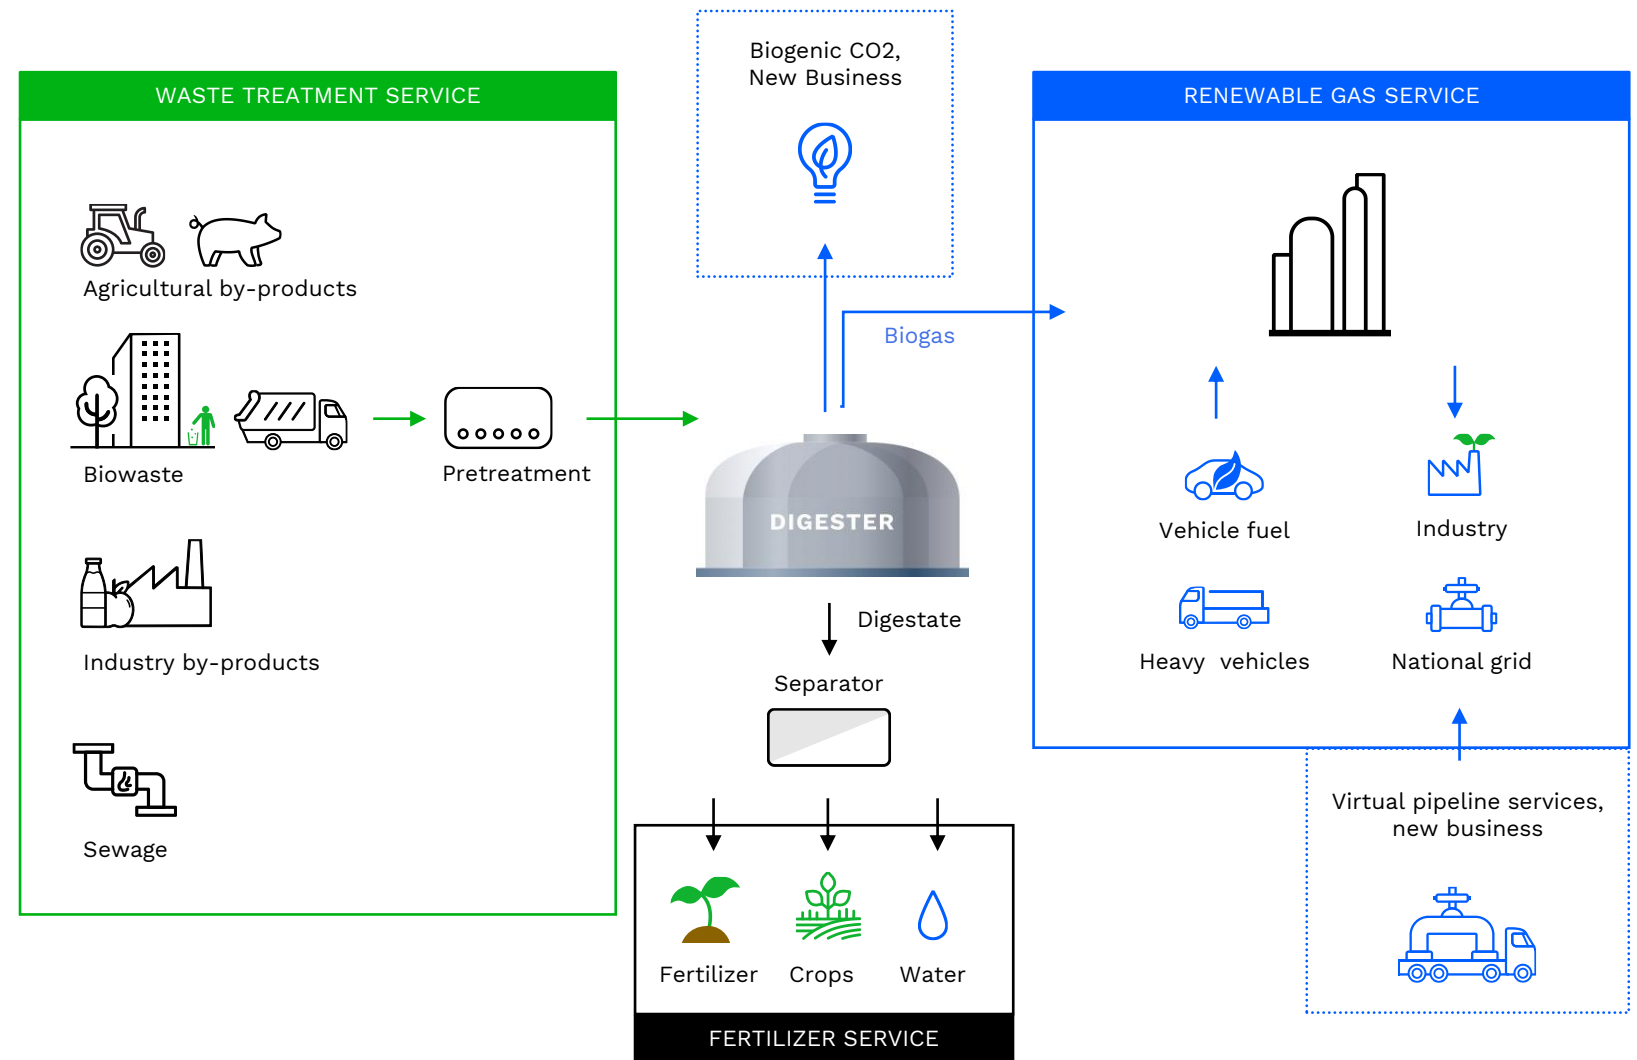 Biogenic CO2,
New Business
WASTE TREATMENT SERVICE
Agricultural by-products
Biowaste
Pretreatment
Industry by-products
Sewage
Biogas
DIGESTER
Digestate
Separator
Fertilizer
Crops
Water
FERTILIZER SERVICE
RENEWABLE GAS SERVICE
Vehicle fuel
Industry
Heavy vehicles
National grid
Virtual pipeline services,
new business